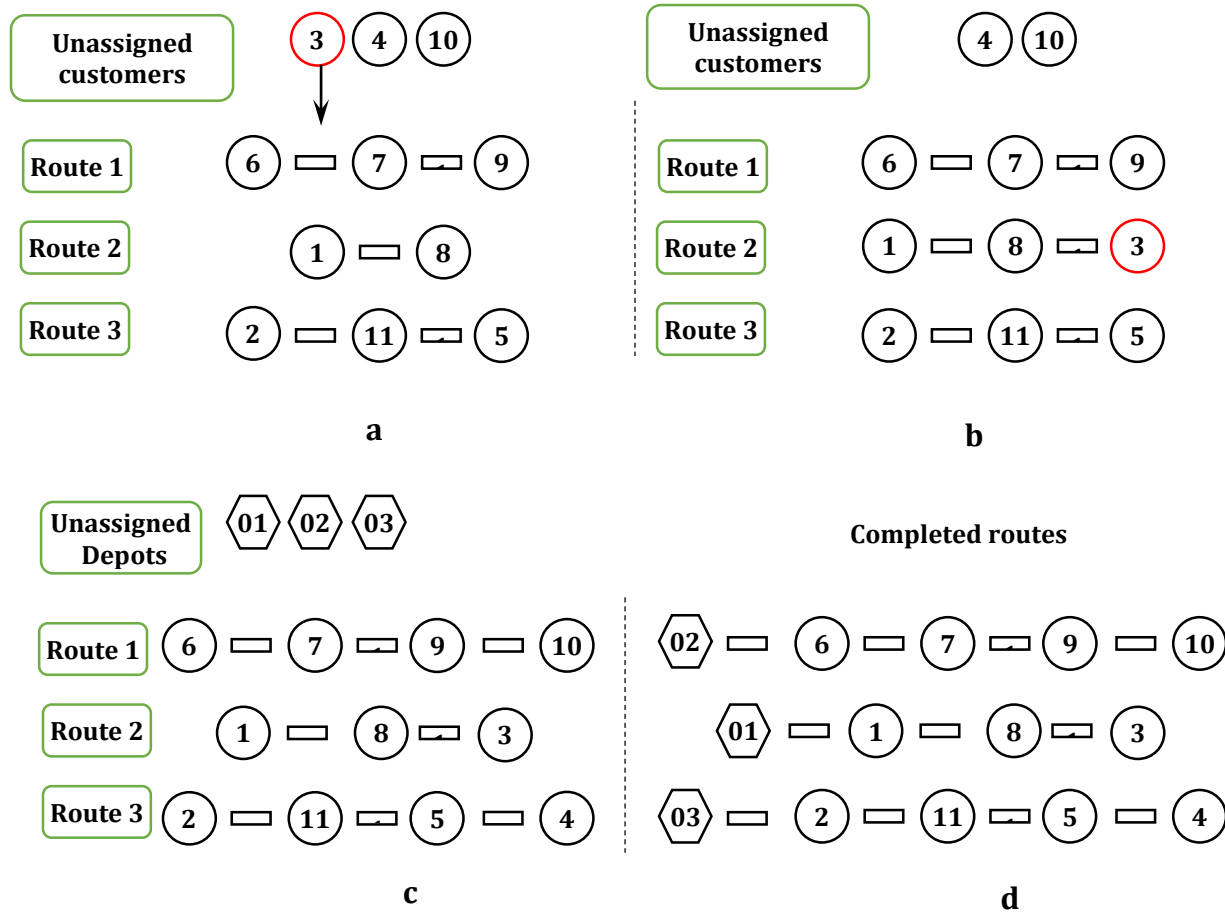 Unassigned
customers
3 4 10
Route 1
6 7 9
Route 2
1 8
Route 3
2 11 5
a
Unassigned
customers
4 10
Route 1
6 7 9
Route 2
1 8 3
Route 3
2 11 5
b
Unassigned
Depots
01 02 03
Route 1
6 7 9 10
Route 2
1 8 3
Route 3
2 11 5 4
c
Completed routes
02 6 7 9 10
01 1 8 3
03 2 11 5 4
d